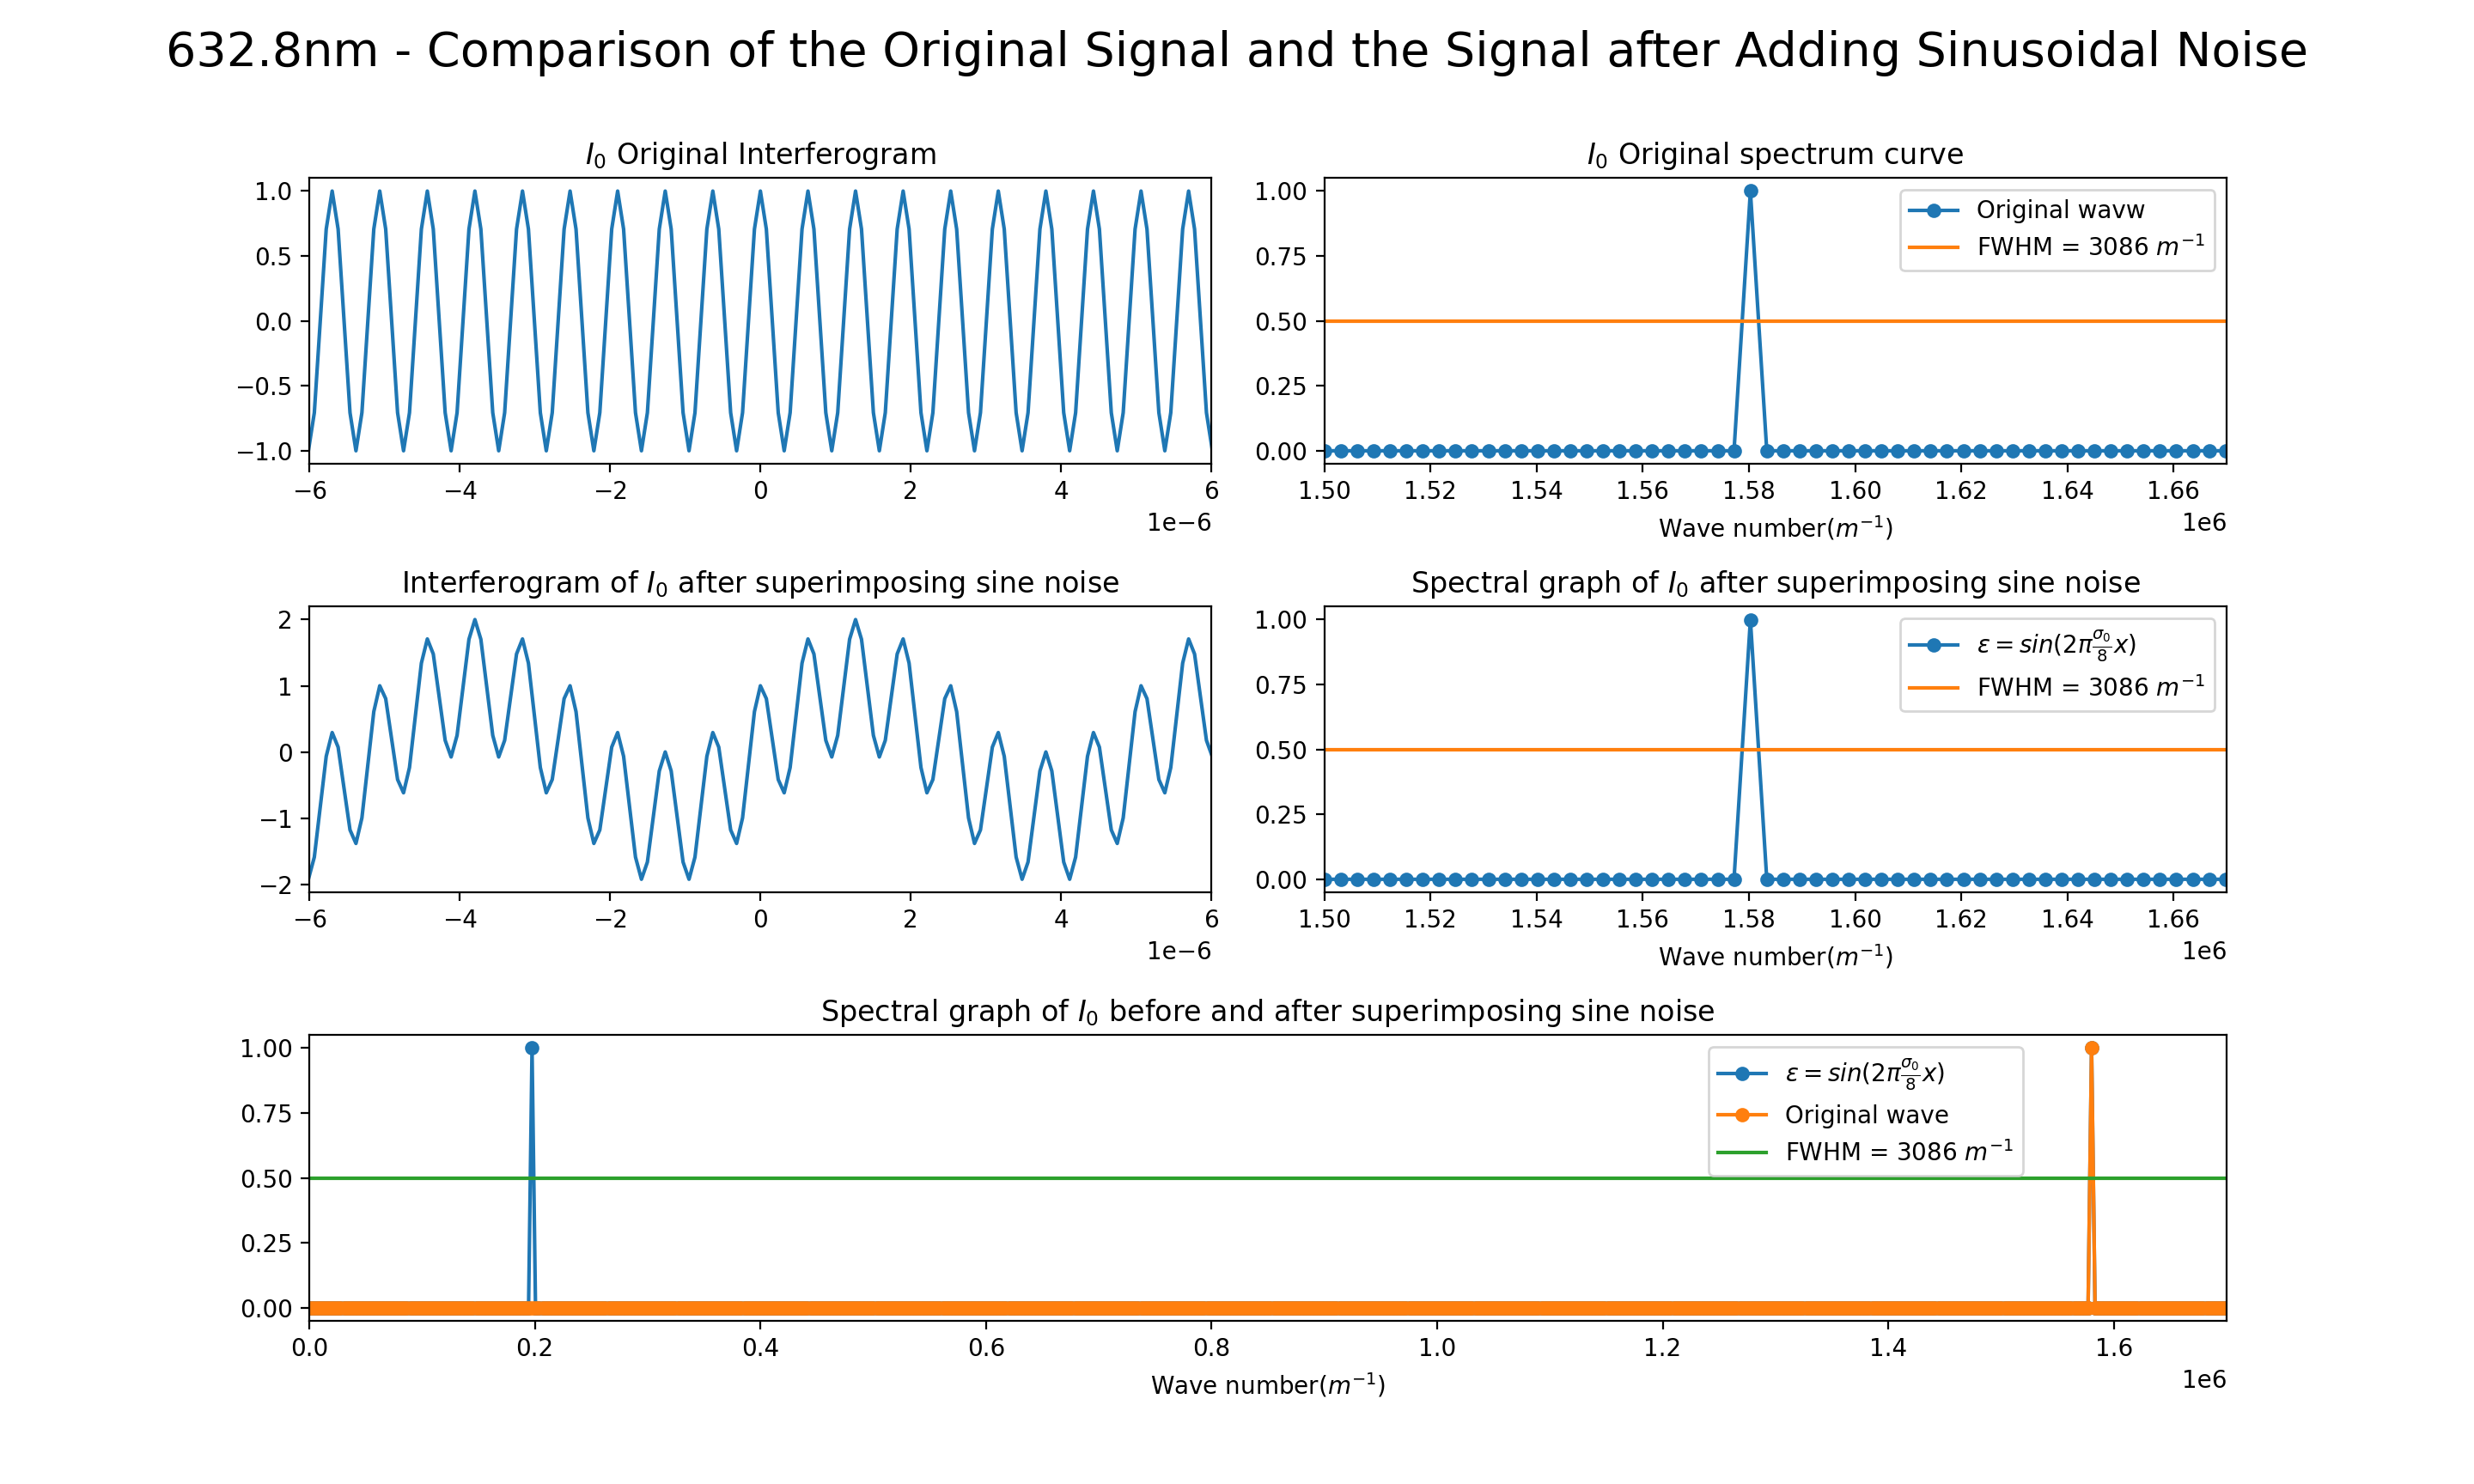 632.8nm - Comparison of the Original Signal and the Signal after Adding Sinusoidal Noise
I₀ Original Interferogram
1.0
0.5
0.0
−0.5
−1.0
−6 −4 −2 0 2 4 6
1e−6
I₀ Original spectrum curve
1.00
0.75
0.50
0.25
0.00
Original wavw
FWHM = 3086 m⁻¹
1.50 1.52 1.54 1.56 1.58 1.60 1.62 1.64 1.66
Wave number(m⁻¹)
1e6
Interferogram of I₀ after superimposing sine noise
2
1
0
−1
−2
−6 −4 −2 0 2 4 6
1e−6
Spectral graph of I₀ after superimposing sine noise
1.00
0.75
0.50
0.25
0.00
ε = sin(2π σ₀/8 x)
FWHM = 3086 m⁻¹
1.50 1.52 1.54 1.56 1.58 1.60 1.62 1.64 1.66
Wave number(m⁻¹)
1e6
Spectral graph of I₀ before and after superimposing sine noise
1.00
0.75
0.50
0.25
0.00
ε = sin(2π σ₀/8 x)
Original wave
FWHM = 3086 m⁻¹
0.0 0.2 0.4 0.6 0.8 1.0 1.2 1.4 1.6
Wave number(m⁻¹)
1e6